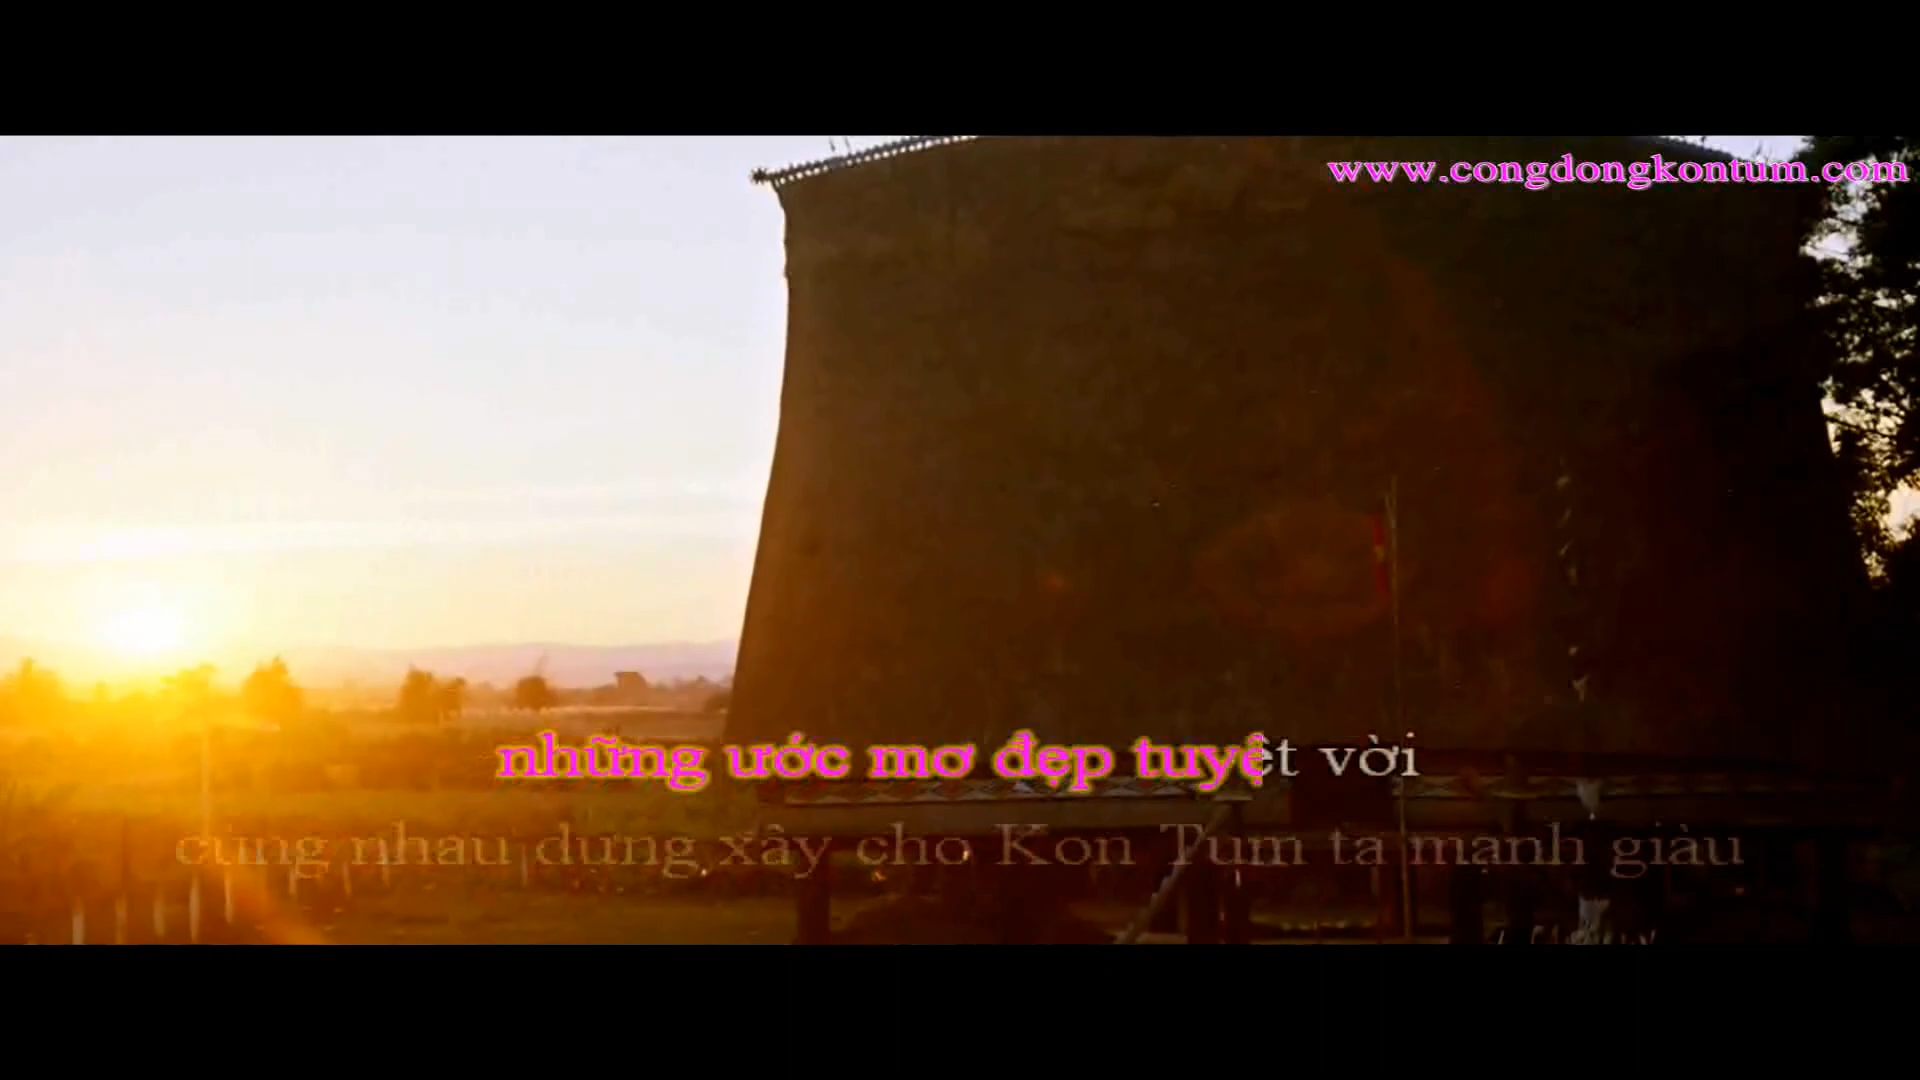 www.congdongkontum.com
những ước mơ đẹp tuyệt vời
cùng nhau dựng xây cho Kon Tum ta mạnh giàu